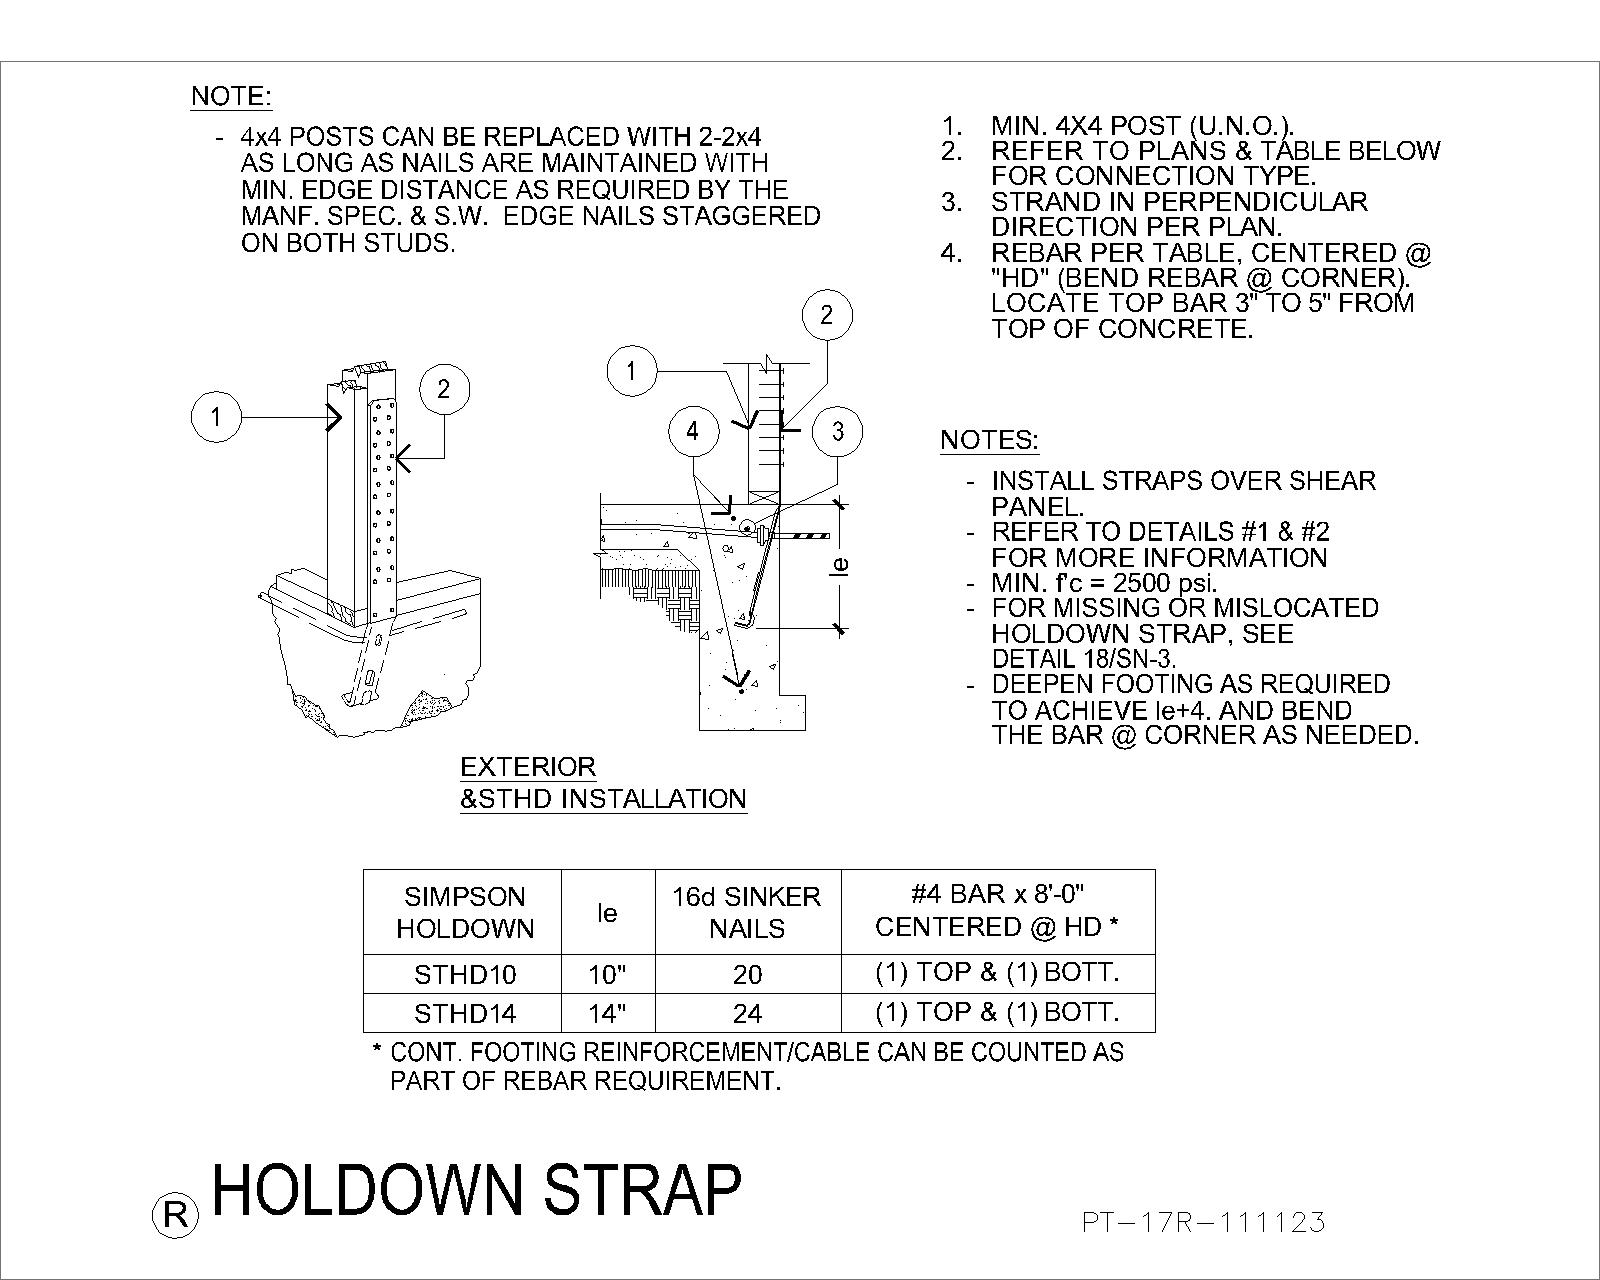 NOTE:
- 4x4 POSTS CAN BE REPLACED WITH 2-2x4
AS LONG AS NAILS ARE MAINTAINED WITH
MIN. EDGE DISTANCE AS REQUIRED BY THE
MANF. SPEC. & S.W. EDGE NAILS STAGGERED
ON BOTH STUDS.
1. MIN. 4X4 POST (U.N.O.).
2. REFER TO PLANS & TABLE BELOW
FOR CONNECTION TYPE.
3. STRAND IN PERPENDICULAR
DIRECTION PER PLAN.
4. REBAR PER TABLE, CENTERED @
"HD" (BEND REBAR @ CORNER).
LOCATE TOP BAR 3" TO 5" FROM
TOP OF CONCRETE.
1
2
1
2
4
3
le
NOTES:
- INSTALL STRAPS OVER SHEAR
PANEL.
- REFER TO DETAILS #1 & #2
FOR MORE INFORMATION
- MIN. f'c = 2500 psi.
- FOR MISSING OR MISLOCATED
HOLDOWN STRAP, SEE
DETAIL 18/SN-3.
- DEEPEN FOOTING AS REQUIRED
TO ACHIEVE le+4. AND BEND
THE BAR @ CORNER AS NEEDED.
EXTERIOR
&STHD INSTALLATION
SIMPSON HOLDOWN le 16d SINKER NAILS #4 BAR x 8'-0" CENTERED @ HD *
STHD10 10" 20 (1) TOP & (1) BOTT.
STHD14 14" 24 (1) TOP & (1) BOTT.
* CONT. FOOTING REINFORCEMENT/CABLE CAN BE COUNTED AS
PART OF REBAR REQUIREMENT.
R HOLDOWN STRAP
PT-17R-111123